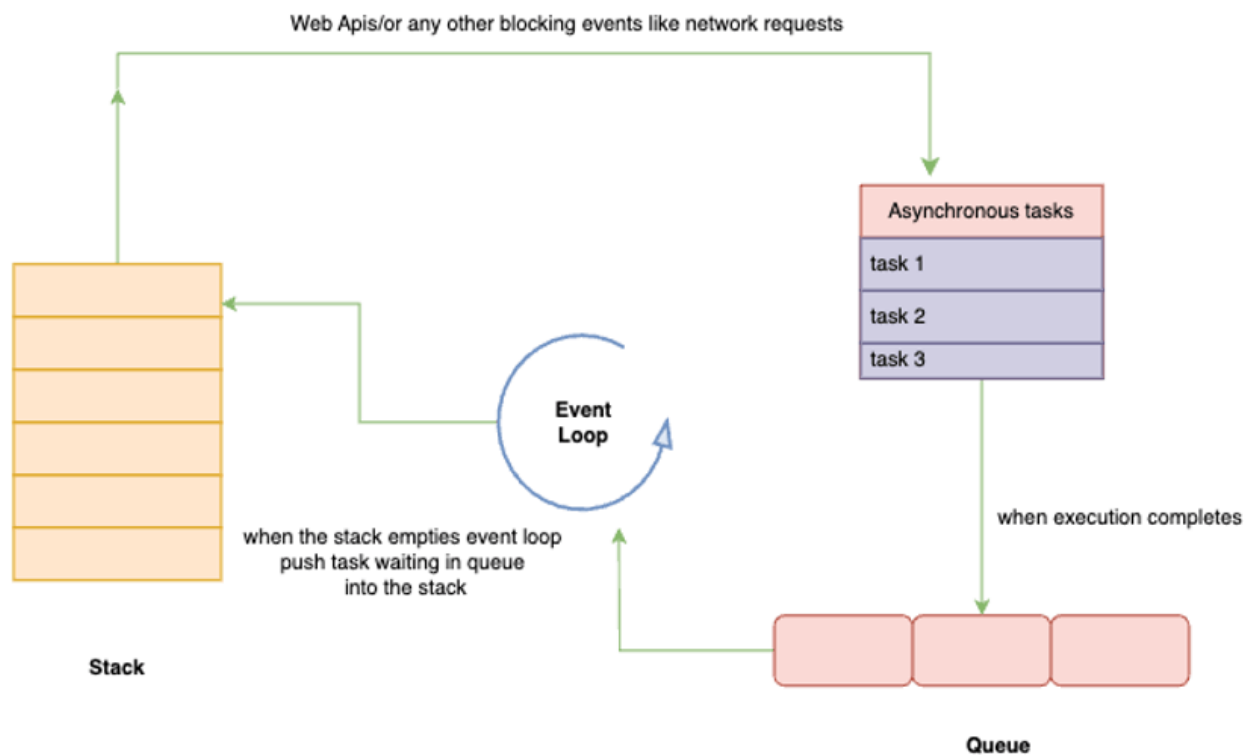 Web Apis/or any other blocking events like network requests
Asynchronous tasks
task 1
task 2
task 3
Event
Loop
when execution completes
when the stack empties event loop
push task waiting in queue
into the stack
Stack
Queue